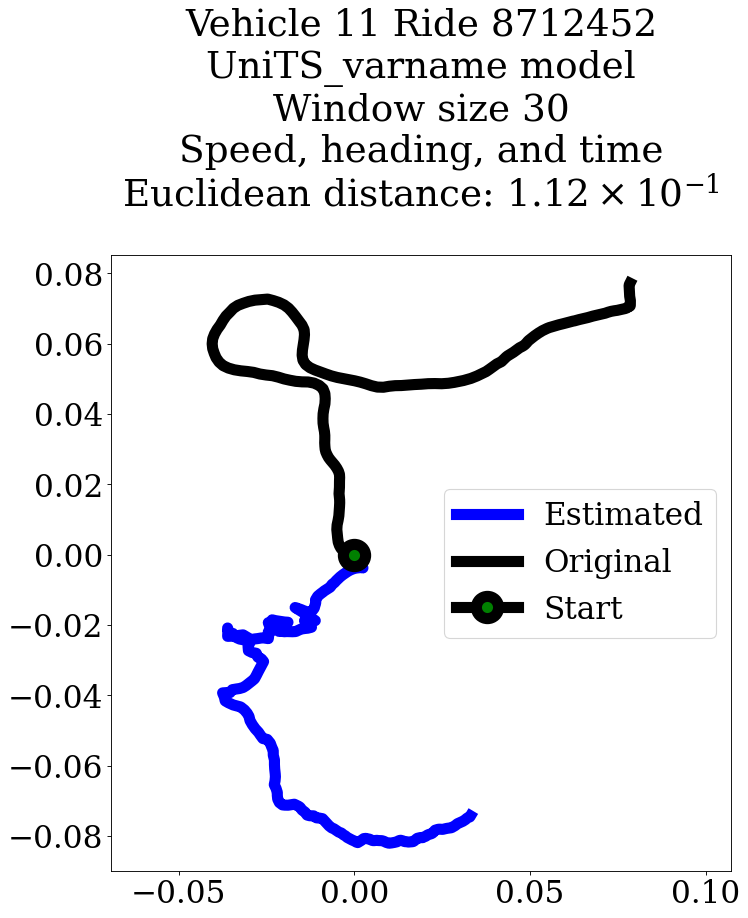 Vehicle 11 Ride 8712452
UniTS_varname model
Window size 30
Speed, heading, and time
Euclidean distance: 1.12 × 10⁻¹
0.08
0.06
0.04
0.02
0.00
−0.02
−0.04
−0.06
−0.08
Estimated
Original
Start
−0.05 0.00 0.05 0.10